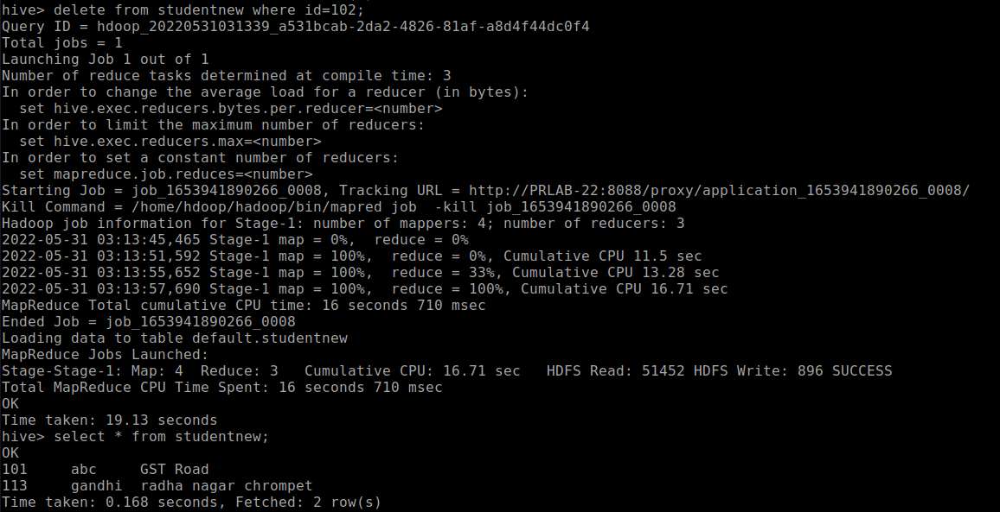 hive> delete from studentnew where id=102;
Query ID = hdoop_20220531031339_a531bcab-2da2-4826-81af-a8d4f44dc0f4
Total jobs = 1
Launching Job 1 out of 1
Number of reduce tasks determined at compile time: 3
In order to change the average load for a reducer (in bytes):
  set hive.exec.reducers.bytes.per.reducer=<number>
In order to limit the maximum number of reducers:
  set hive.exec.reducers.max=<number>
In order to set a constant number of reducers:
  set mapreduce.job.reduces=<number>
Starting Job = job_1653941890266_0008, Tracking URL = http://PRLAB-22:8088/proxy/application_1653941890266_0008/
Kill Command = /home/hdoop/hadoop/bin/mapred job  -kill job_1653941890266_0008
Hadoop job information for Stage-1: number of mappers: 4; number of reducers: 3
2022-05-31 03:13:45,465 Stage-1 map = 0%,  reduce = 0%
2022-05-31 03:13:51,592 Stage-1 map = 100%,  reduce = 0%, Cumulative CPU 11.5 sec
2022-05-31 03:13:55,652 Stage-1 map = 100%,  reduce = 33%, Cumulative CPU 13.28 sec
2022-05-31 03:13:57,690 Stage-1 map = 100%,  reduce = 100%, Cumulative CPU 16.71 sec
MapReduce Total cumulative CPU time: 16 seconds 710 msec
Ended Job = job_1653941890266_0008
Loading data to table default.studentnew
MapReduce Jobs Launched:
Stage-Stage-1: Map: 4  Reduce: 3   Cumulative CPU: 16.71 sec   HDFS Read: 51452 HDFS Write: 896 SUCCESS
Total MapReduce CPU Time Spent: 16 seconds 710 msec
OK
Time taken: 19.13 seconds
hive> select * from studentnew;
OK
101     abc     GST Road
113     gandhi  radha nagar chrompet
Time taken: 0.168 seconds, Fetched: 2 row(s)